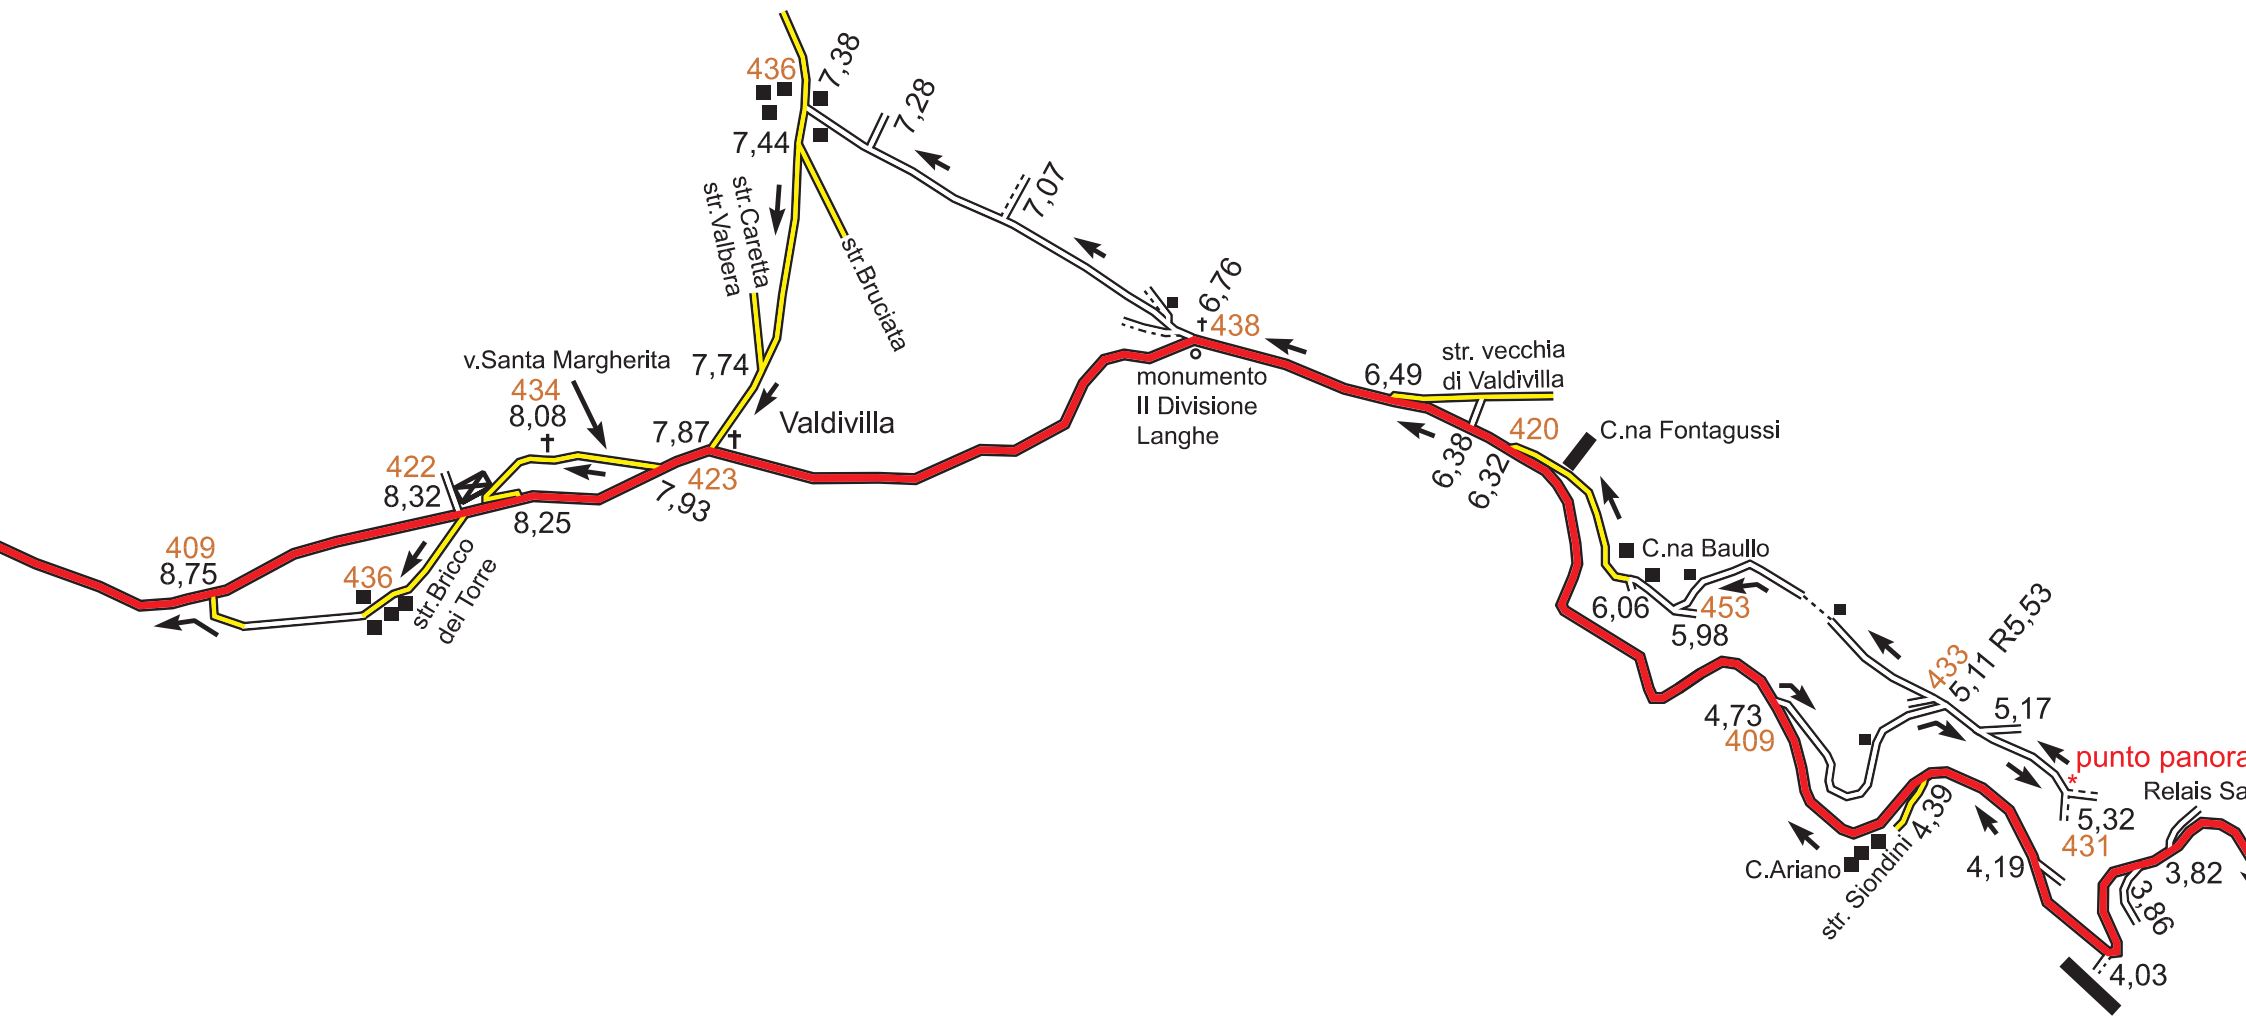 436
7,38
7,28
7,44
7,07
str.Caretta
str.Valbera
str.Bruciata
6,76
438
v.Santa Margherita
434
8,08
7,74
monumento
II Divisione
Langhe
6,49
str. vecchia
di Valdivilla
Valdivilla
7,87
423
7,93
422
8,32
8,25
6,38
6,32
420
C.na Fontagussi
409
8,75
436
str.Bricco
dei Torre
C.na Baullo
6,06
453
5,98
433
5,11 R5,53
5,17
4,73
409
punto panora
*
Relais Sa
5,32
431
C.Ariano
str. Siondini
4,39
4,19
3,82
3,86
4,03